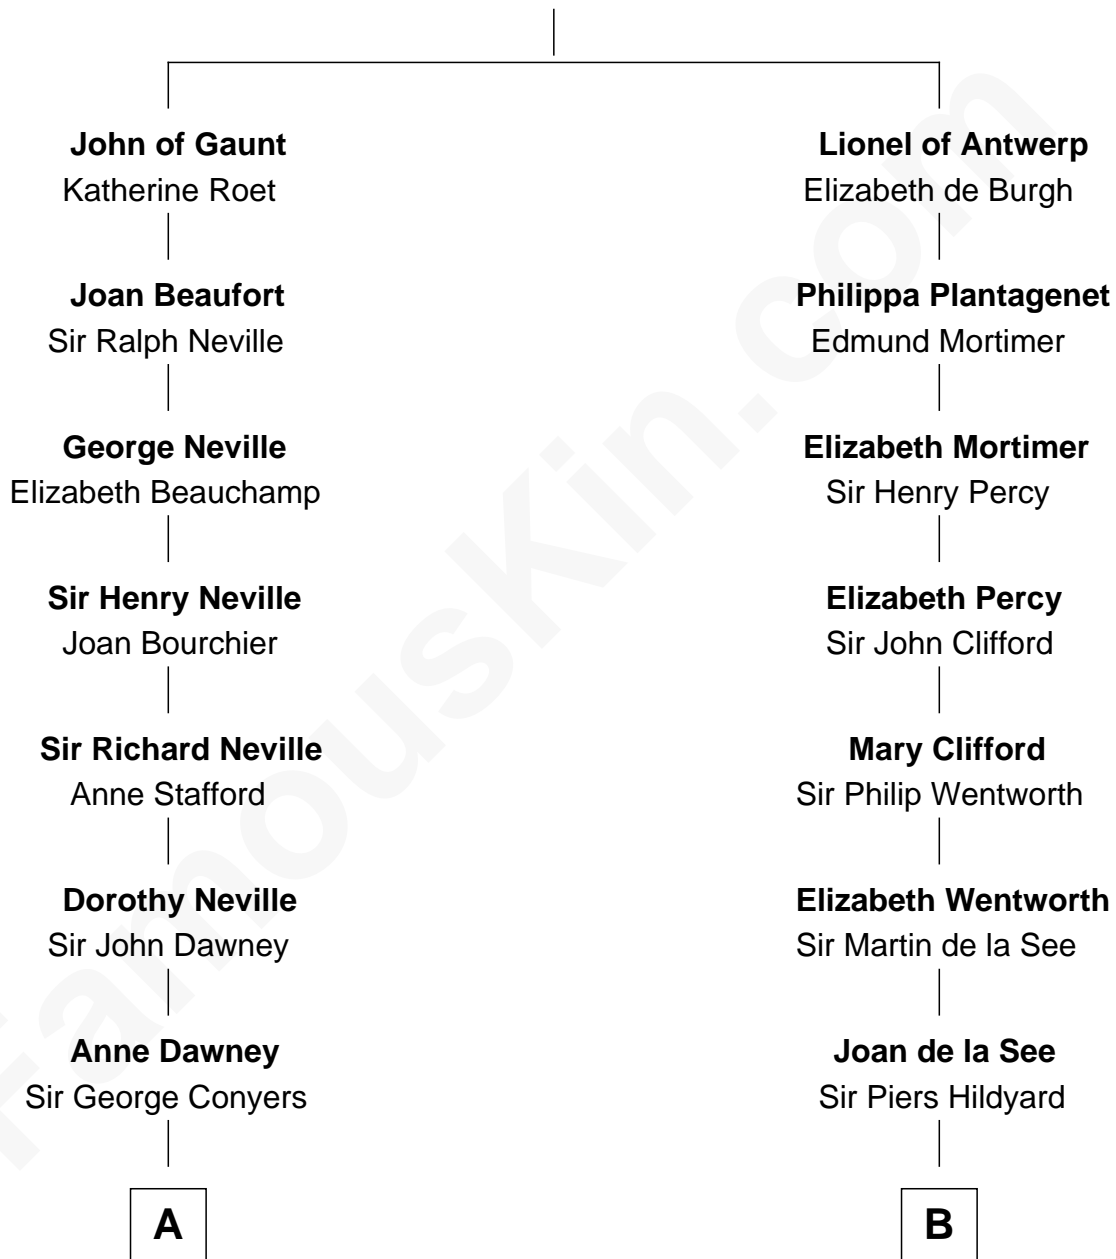 John of Gaunt
Katherine Roet
Lionel of Antwerp
Elizabeth de Burgh
Joan Beaufort
Sir Ralph Neville
Philippa Plantagenet
Edmund Mortimer
George Neville
Elizabeth Beauchamp
Elizabeth Mortimer
Sir Henry Percy
Sir Henry Neville
Joan Bourchier
Elizabeth Percy
Sir John Clifford
Sir Richard Neville
Anne Stafford
Mary Clifford
Sir Philip Wentworth
Dorothy Neville
Sir John Dawney
Elizabeth Wentworth
Sir Martin de la See
Anne Dawney
Sir George Conyers
Joan de la See
Sir Piers Hildyard
A
B
FamousKin.com